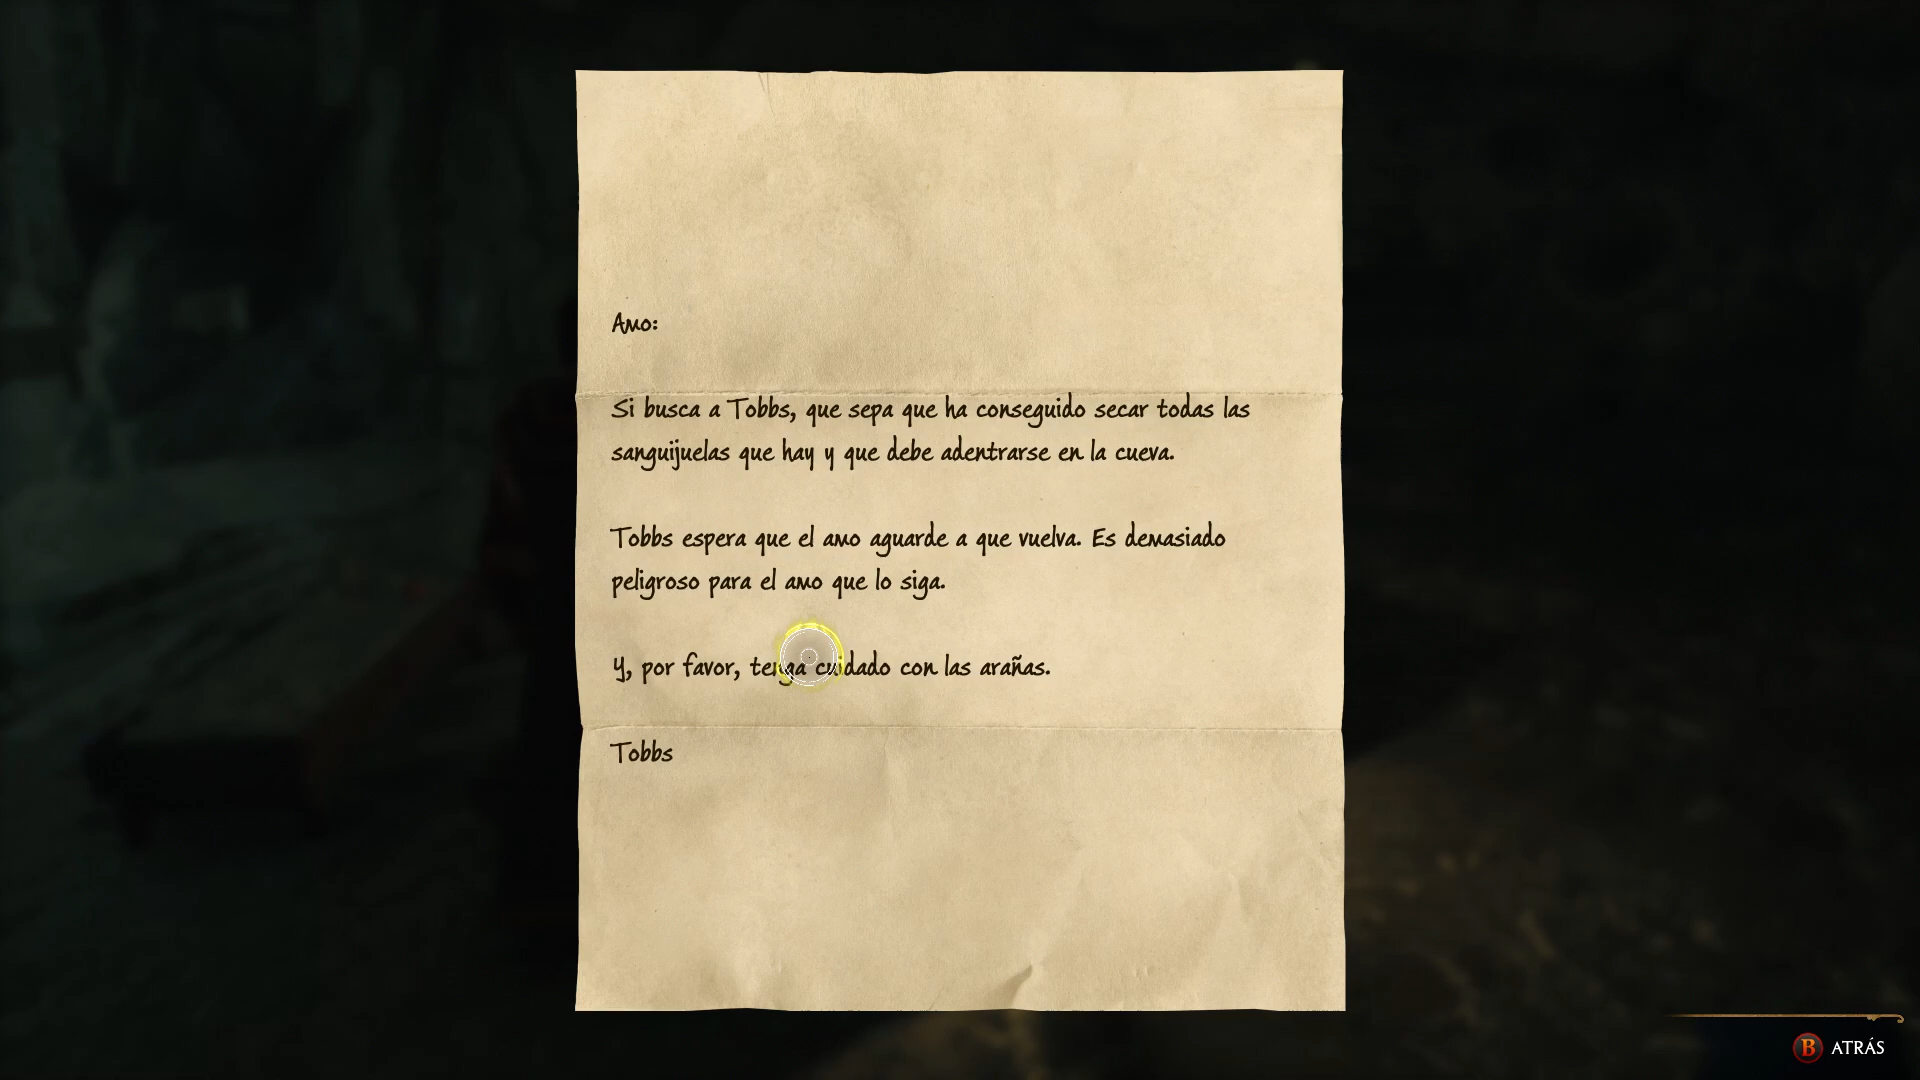 Amo:
Si busca a Tobbs, que sepa que ha conseguido secar todas las
sanguijuelas que hay y que debe adentrarse en la cueva.
Tobbs espera que el amo aguarde a que vuelva. Es demasiado
peligroso para el amo que lo siga.
Y, por favor, tenga cuidado con las arañas.
Tobbs
B ATRÁS